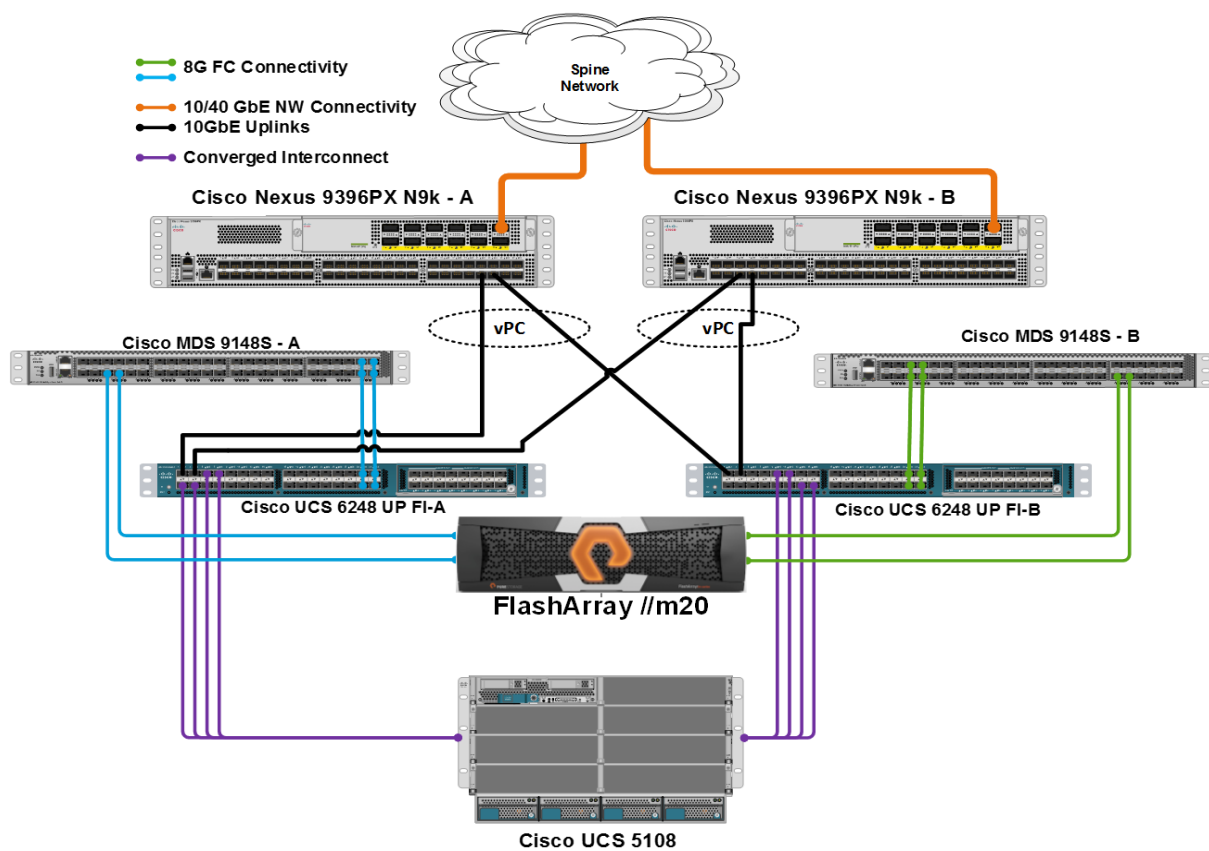 8G FC Connectivity
10/40 GbE NW Connectivity
10GbE Uplinks
Converged Interconnect
Spine
Network
Cisco Nexus 9396PX N9k - A
Cisco Nexus 9396PX N9k - B
vPC
vPC
Cisco MDS 9148S - A
Cisco MDS 9148S - B
Cisco UCS 6248 UP FI-A
Cisco UCS 6248 UP FI-B
FlashArray //m20
Cisco UCS 5108